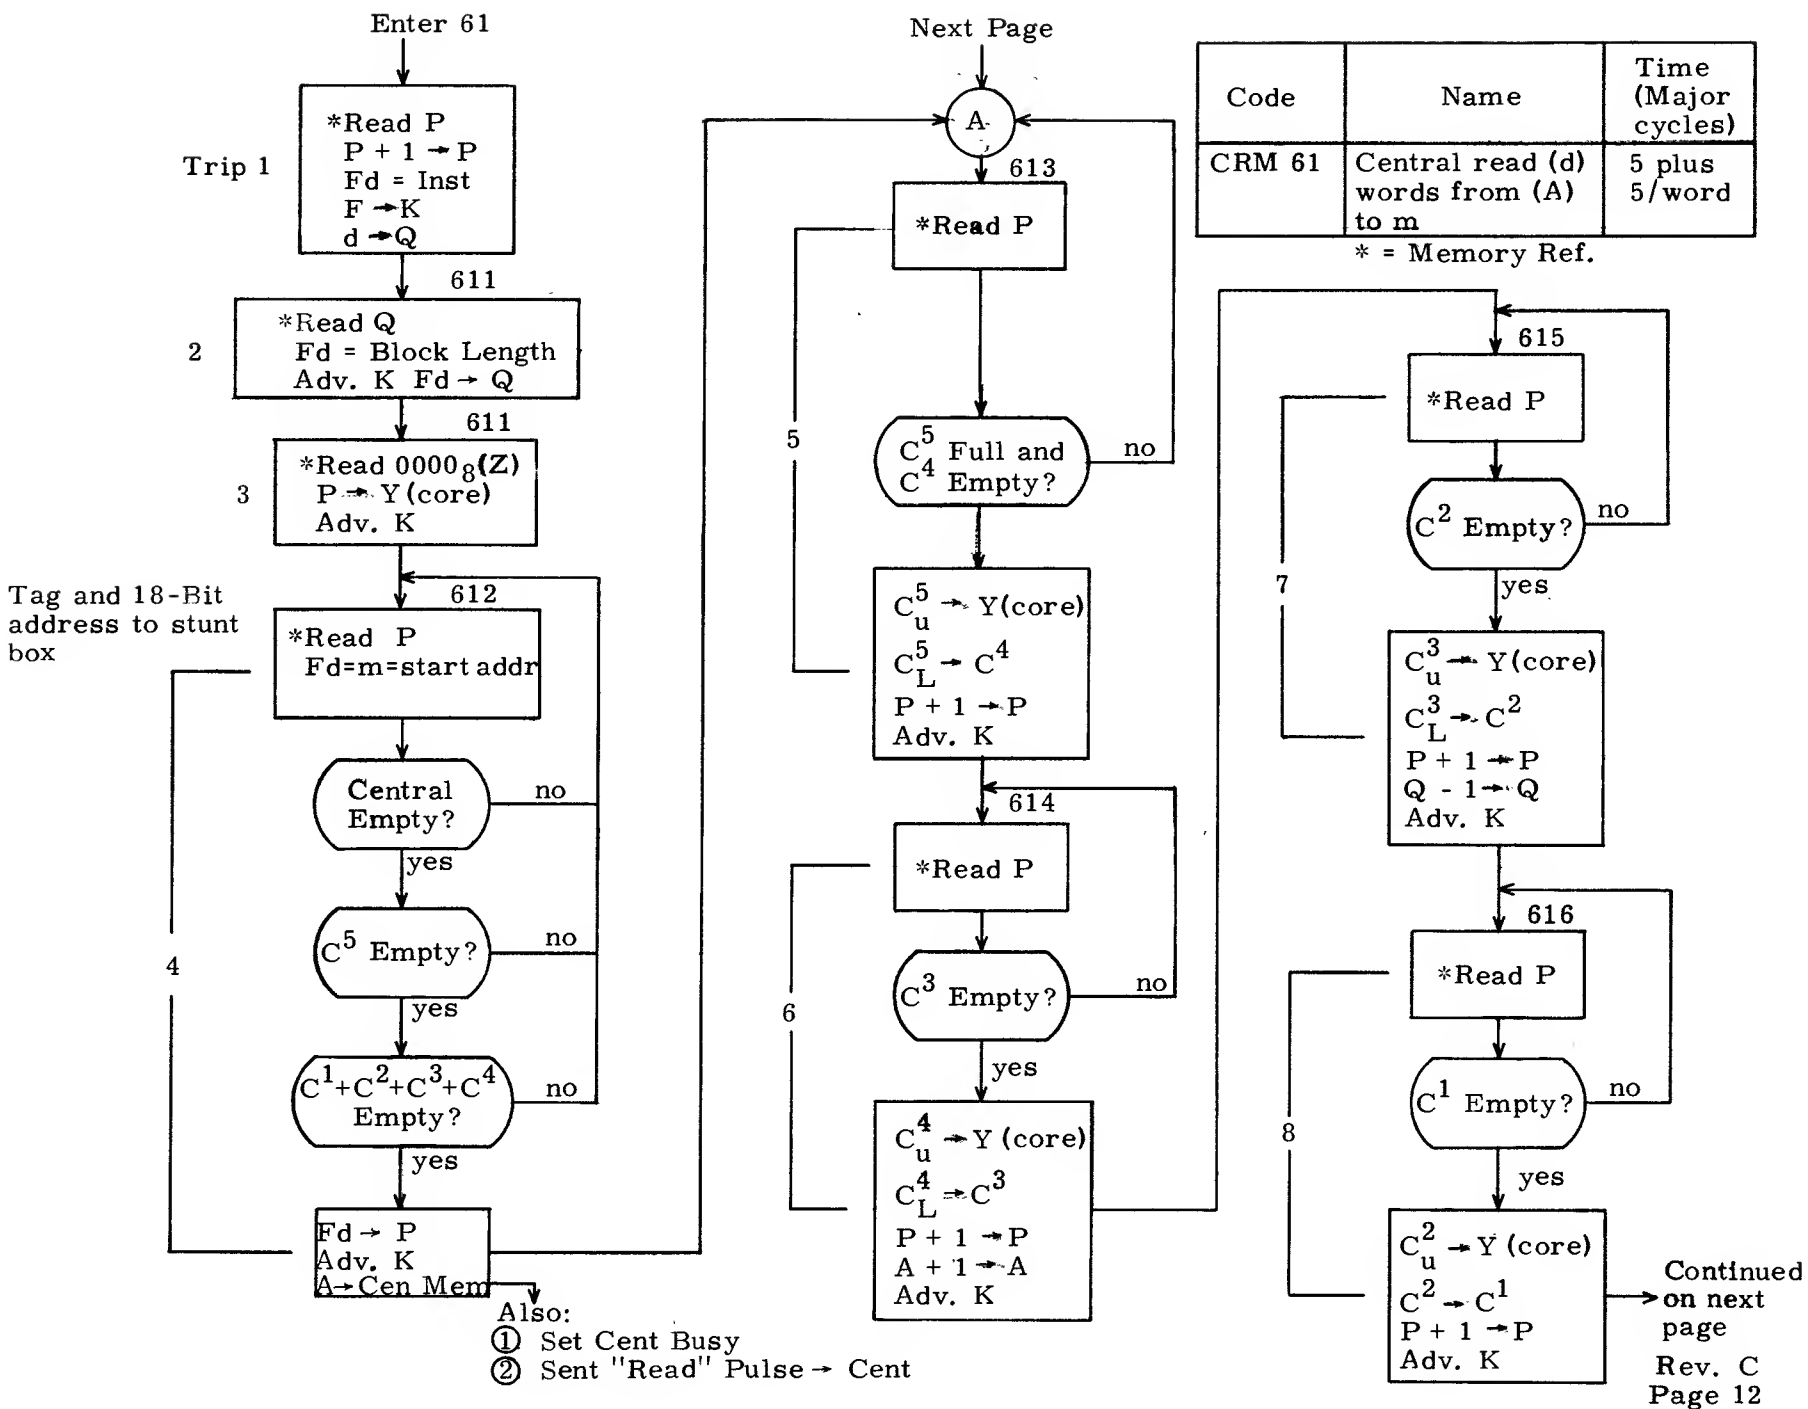 Enter 61
Trip 1
*Read P
P + 1 → P
Fd = Inst
F → K
d → Q
611
2
*Read Q
Fd = Block Length
Adv. K Fd → Q
611
3
*Read 0000₈(Z)
P → Y(core)
Adv. K
612
Tag and 18-Bit
address to stunt
box
*Read P
Fd=m=start addr
4
Central
Empty?
no
yes
C⁵ Empty?
no
yes
C¹+C²+C³+C⁴
Empty?
no
yes
Fd → P
Adv. K
A → Cen Mem
Also:
① Set Cent Busy
② Sent "Read" Pulse → Cent
Next Page
A
613
*Read P
5
C⁵ Full and
C⁴ Empty?
no
C⁵u → Y(core)
C⁵L → C⁴
P + 1 → P
Adv. K
614
*Read P
6
C³ Empty?
no
yes
C⁴u → Y(core)
C⁴L → C³
P + 1 → P
A + 1 → A
Adv. K
Code Name Time
(Major
cycles)
CRM 61 Central read (d) 5 plus
words from (A) 5/word
to m
* = Memory Ref.
615
*Read P
7
C² Empty?
no
yes
C³u → Y(core)
C³L → C²
P + 1 → P
Q - 1 → Q
Adv. K
616
*Read P
8
C¹ Empty?
no
yes
C²u → Y(core)
C² → C¹
P + 1 → P
Adv. K
Continued
on next
page
Rev. C
Page 12